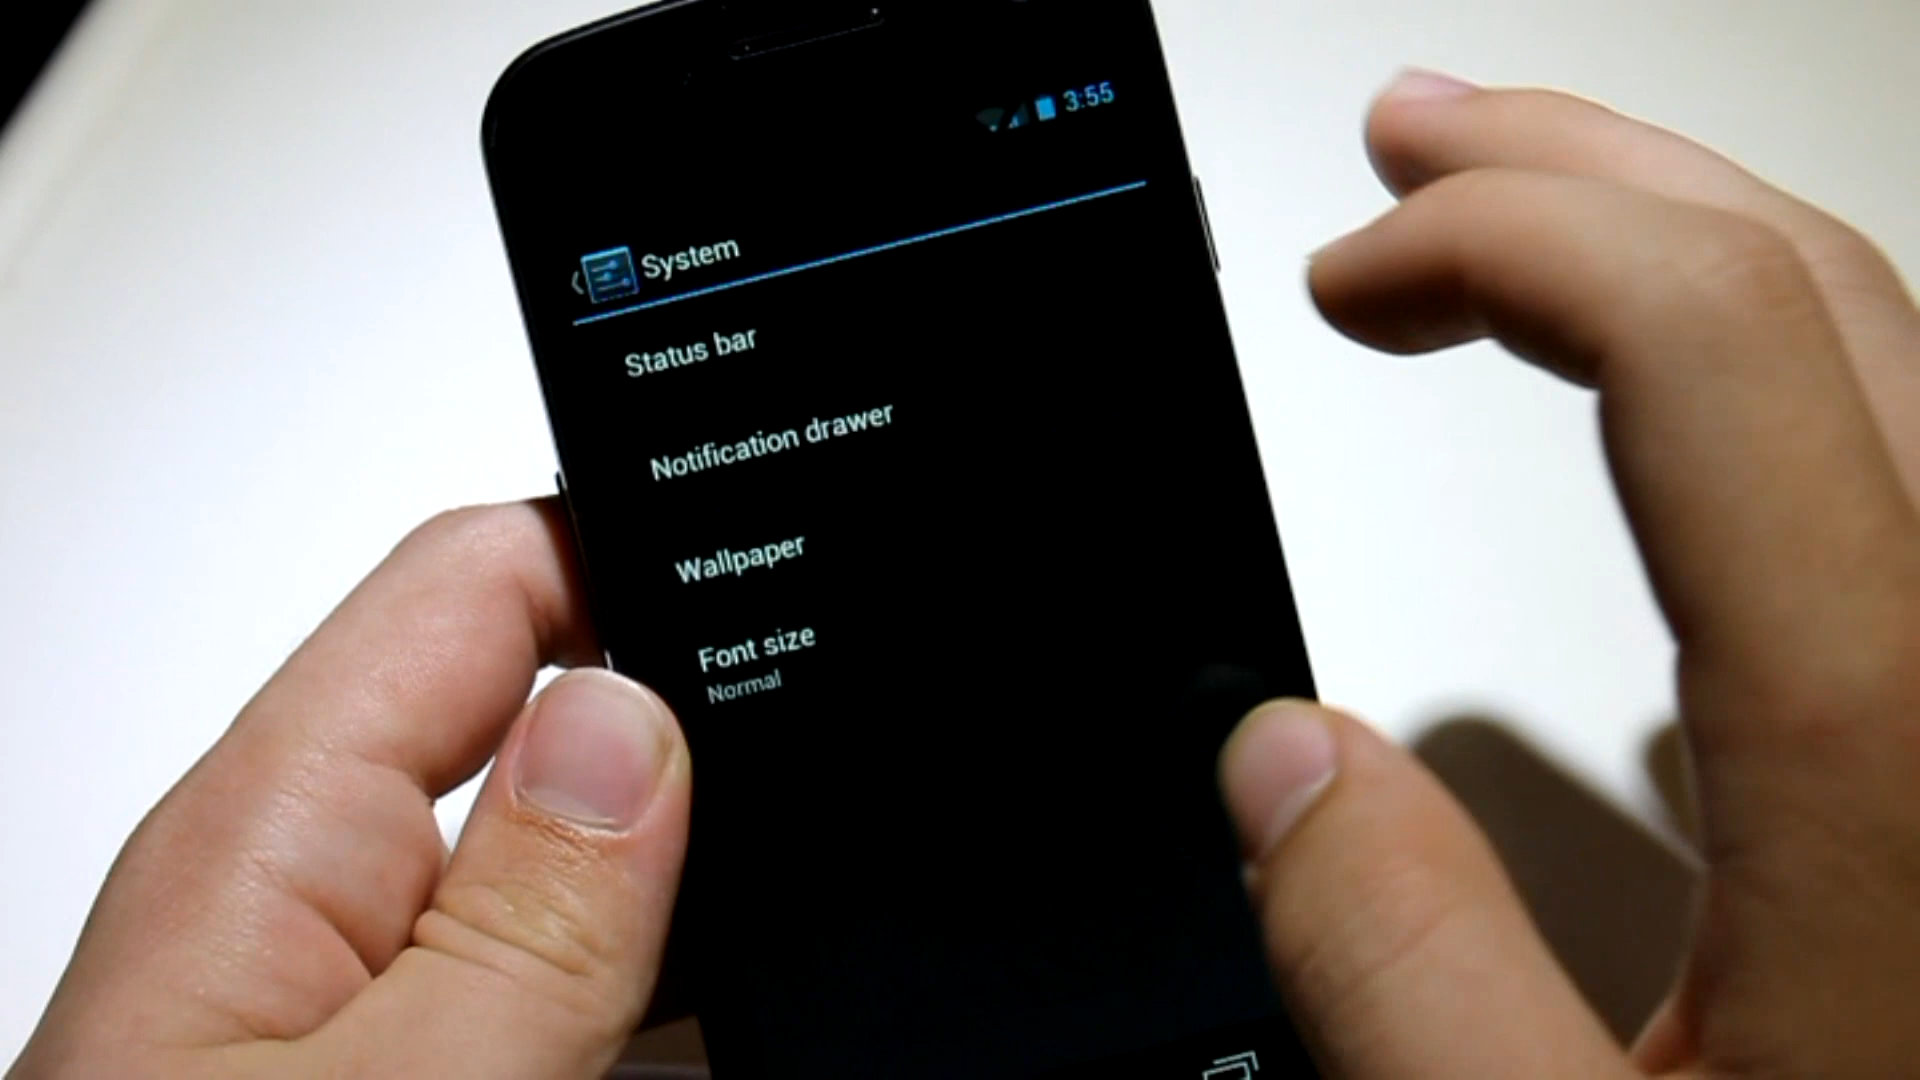 3:55
System
Status bar
Notification drawer
Wallpaper
Font size
Normal